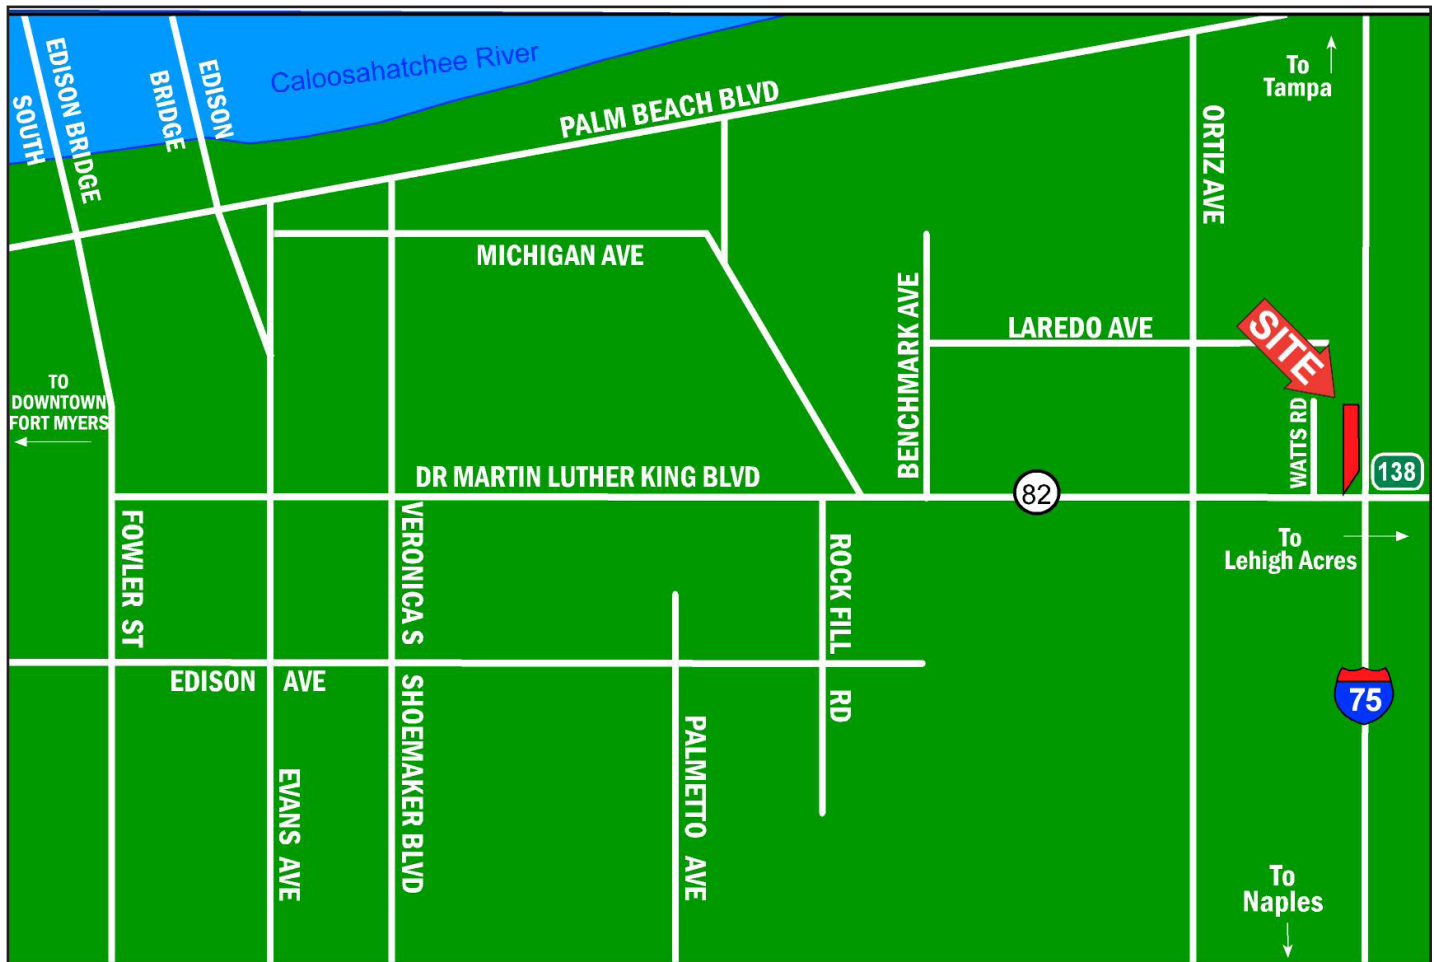 Caloosahatchee River
EDISON BRIDGE
SOUTH
EDISON
BRIDGE
PALM BEACH BLVD
To
Tampa
ORTIZ AVE
MICHIGAN AVE
BENCHMARK AVE
LAREDO AVE
SITE
TO
DOWNTOWN
FORT MYERS
WATTS RD
DR MARTIN LUTHER KING BLVD
82
138
To
Lehigh Acres
FOWLER ST
VERONICA S SHOEMAKER BLVD
ROCK FILL RD
EDISON AVE
75
EVANS AVE
PALMETTO AVE
To
Naples